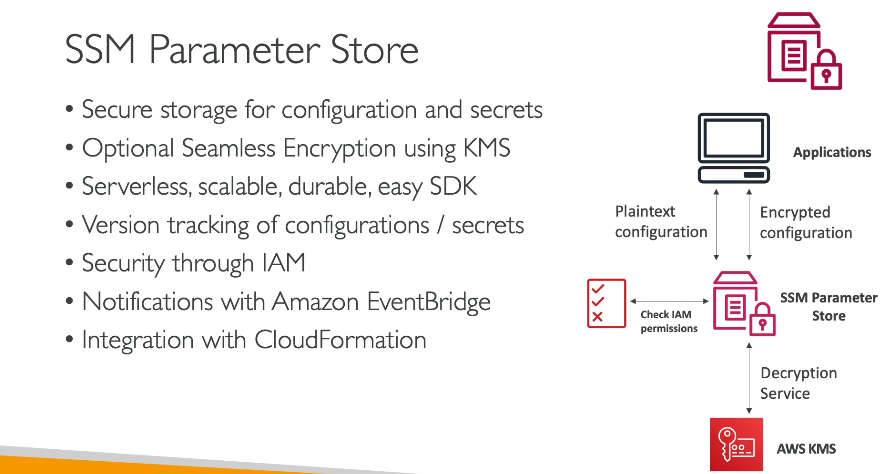 SSM Parameter Store
• Secure storage for configuration and secrets
• Optional Seamless Encryption using KMS
• Serverless, scalable, durable, easy SDK
• Version tracking of configurations / secrets
• Security through IAM
• Notifications with Amazon EventBridge
• Integration with CloudFormation
Applications
Plaintext
configuration
Encrypted
configuration
Check IAM
permissions
SSM Parameter
Store
Decryption
Service
AWS KMS